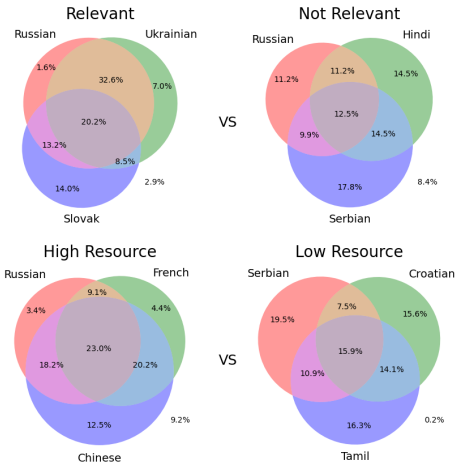 Relevant
Russian
Ukrainian
1.6%
32.6%
7.0%
20.2%
13.2%
8.5%
14.0%
2.9%
Slovak
VS
Not Relevant
Russian
Hindi
11.2%
11.2%
14.5%
12.5%
9.9%
14.5%
17.8%
8.4%
Serbian
High Resource
Russian
French
3.4%
9.1%
4.4%
23.0%
18.2%
20.2%
12.5%
9.2%
Chinese
VS
Low Resource
Serbian
Croatian
19.5%
7.5%
15.6%
15.9%
10.9%
14.1%
16.3%
0.2%
Tamil